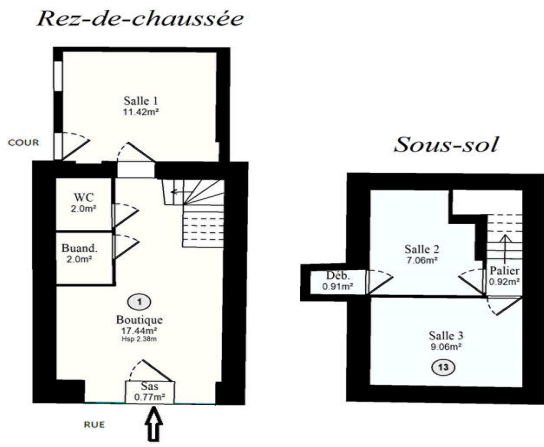 Rez-de-chaussée
Salle 1
11.42m²
COUR
WC
2.0m²
Buand.
2.0m²
1
Boutique
17.44m²
Hsp 2.38m
Sas
0.77m²
RUE
Sous-sol
Salle 2
7.06m²
Déb.
0.91m²
Palier
0.92m²
Salle 3
9.06m²
13